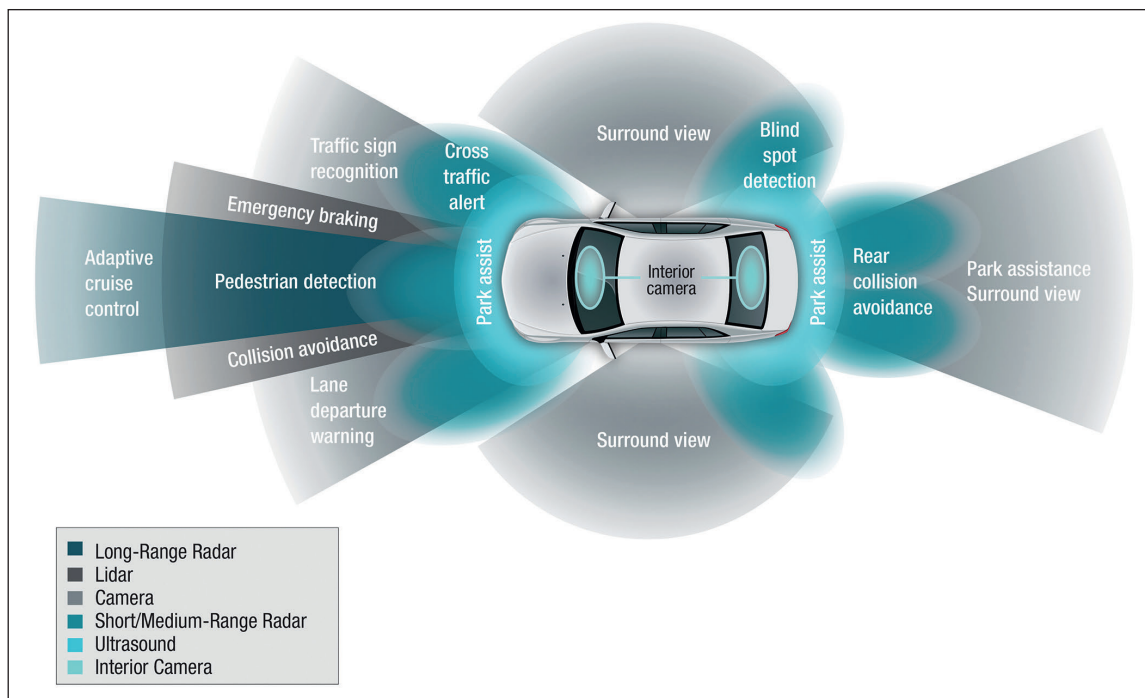 Surround view
Blind
spot
detection
Traffic sign
recognition
Cross
traffic
alert
Emergency braking
Adaptive
cruise
control
Pedestrian detection
Park assist
Interior
camera
Park assist
Rear
collision
avoidance
Park assistance
Surround view
Collision avoidance
Lane
departure
warning
Surround view
Long-Range Radar
Lidar
Camera
Short/Medium-Range Radar
Ultrasound
Interior Camera